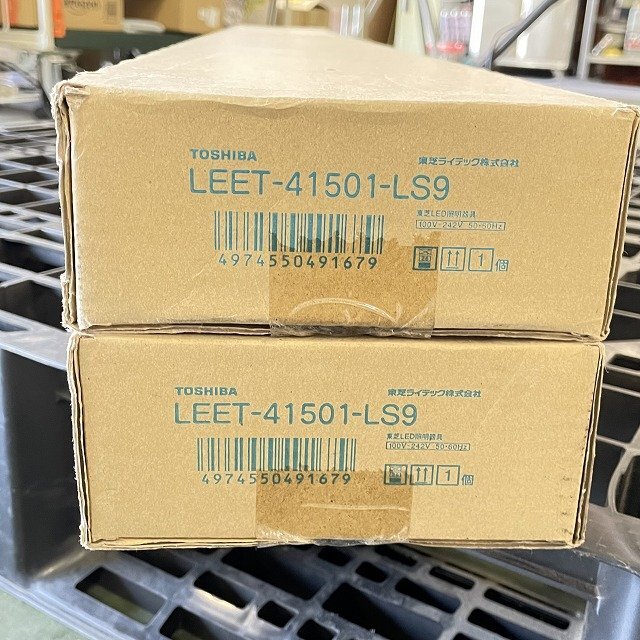 TOSHIBA
東芝ライテック株式会社
LEET-41501-LS9
東芝LED照明器具
100V-242V 50-60Hz
4974550491679
1個
TOSHIBA
東芝ライテック株式会社
LEET-41501-LS9
東芝LED照明器具
100V-242V 50-60Hz
4974550491679
1個